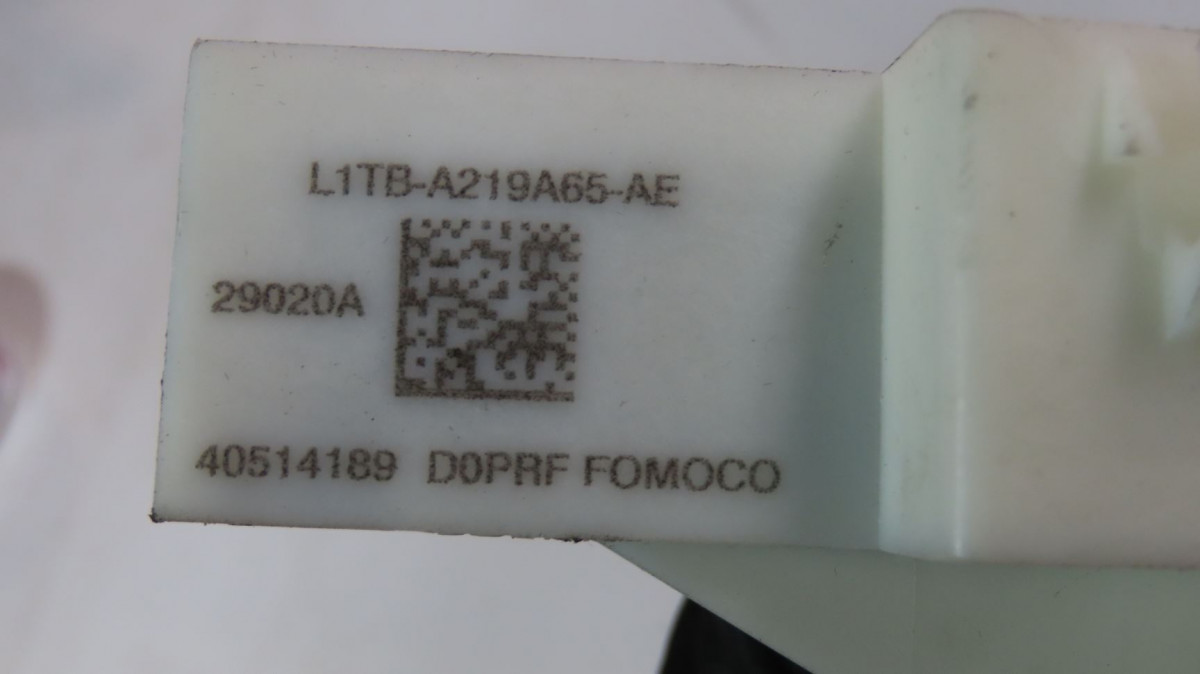 L1TB-A219A65-AE
29020A
40514189 D0PRF FOMOCO